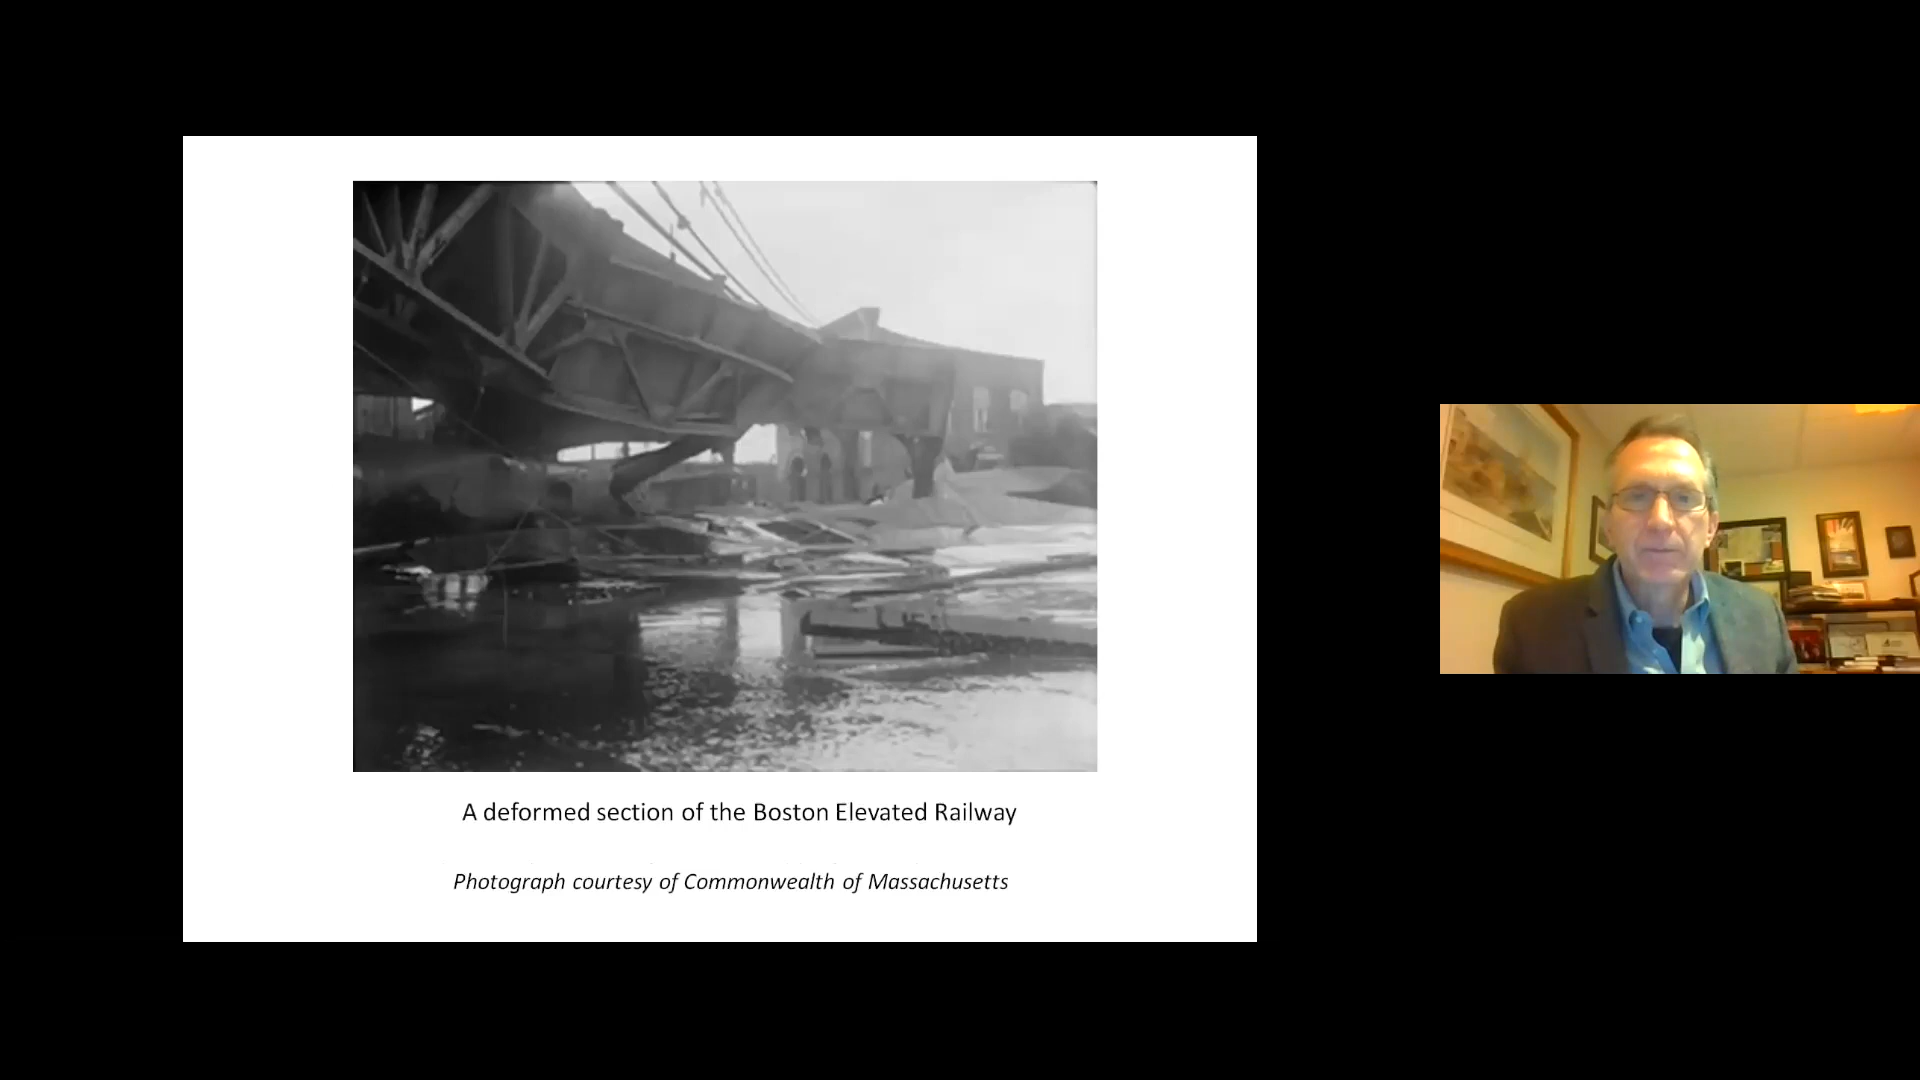 A deformed section of the Boston Elevated Railway
Photograph courtesy of Commonwealth of Massachusetts